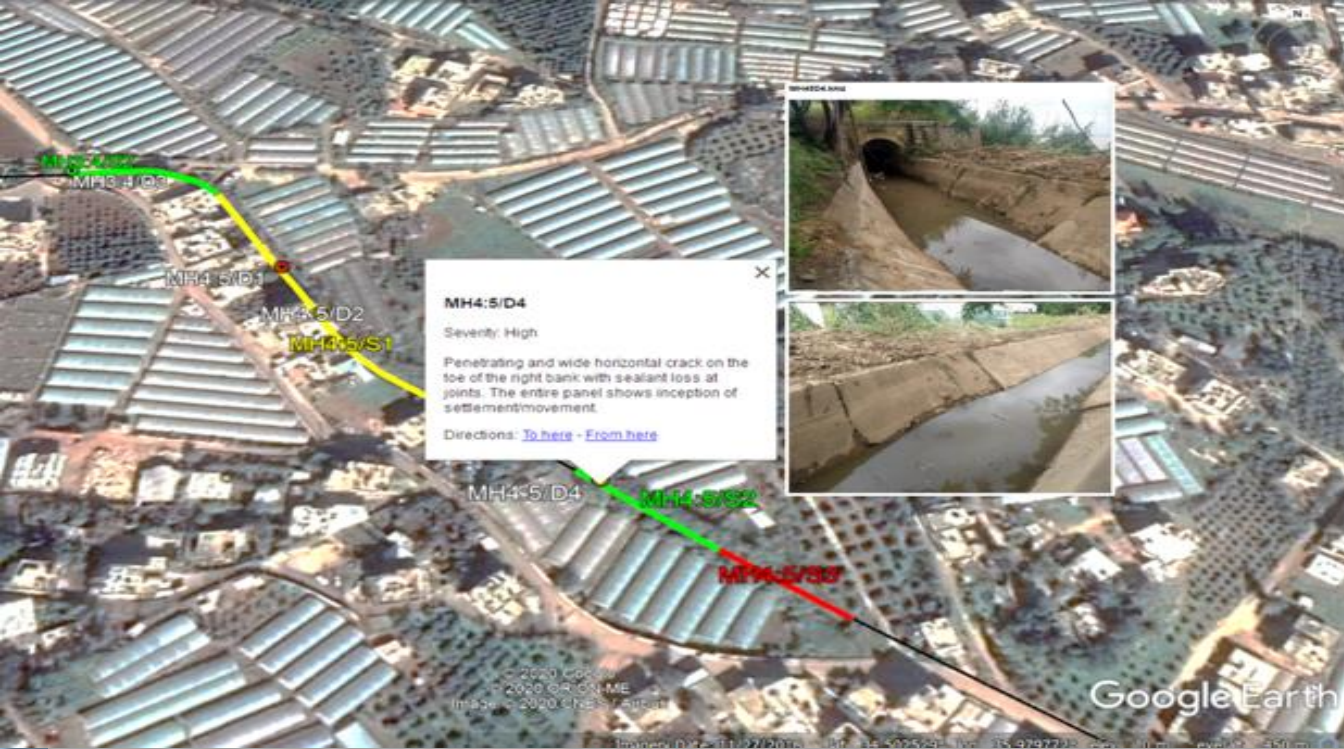 N
MH3:4/D3
MH4:5/D1
MH4:5/D2
MH4:5/S1
MH4:5/D4
Severity: High
Penetrating and wide horizontal crack on the
toe of the right bank with sealant loss at
joints. The entire panel shows inception of
settlement/movement.
Directions: To here - From here
MH4:5/D4
MH4:5/S2
MH4:5/S3
© 2020 ORION-ME
Image © 2020 CNES / Airbus
Google Earth